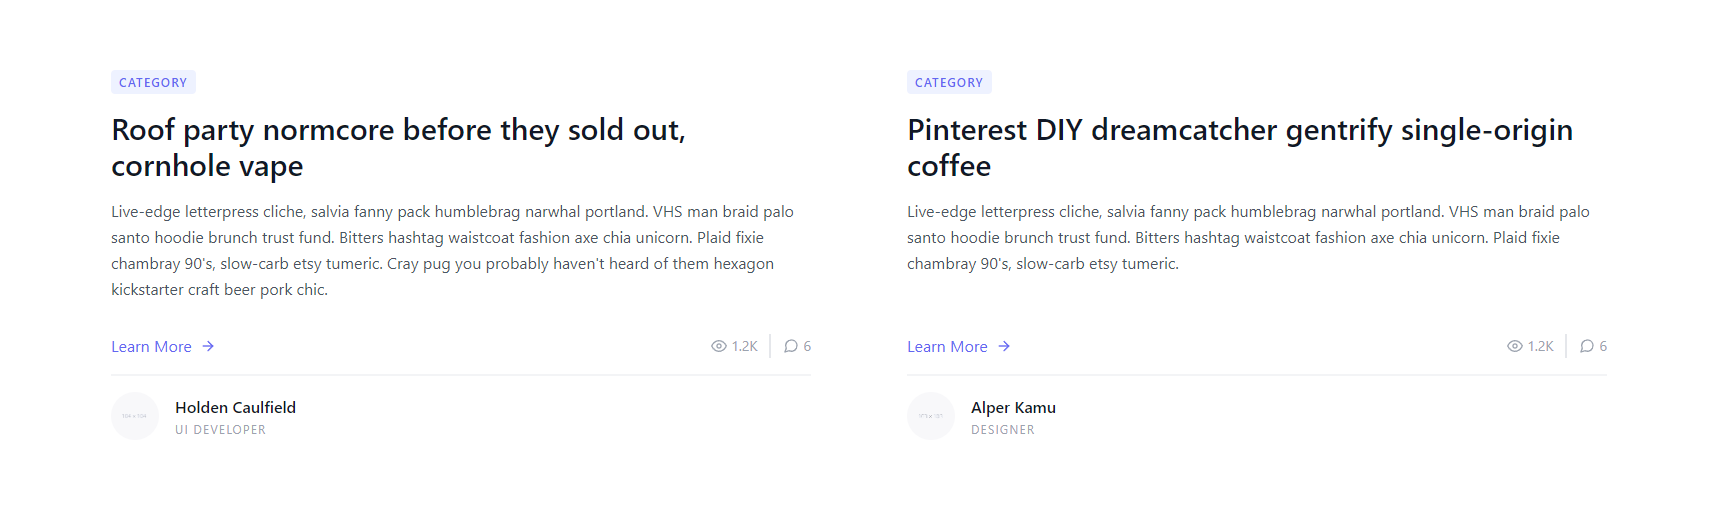 CATEGORY
Roof party normcore before they sold out,
cornhole vape
Live-edge letterpress cliche, salvia fanny pack humblebrag narwhal portland. VHS man braid palo
santo hoodie brunch trust fund. Bitters hashtag waistcoat fashion axe chia unicorn. Plaid fixie
chambray 90's, slow-carb etsy tumeric. Cray pug you probably haven't heard of them hexagon
kickstarter craft beer pork chic.
Learn More
1.2K
6
Holden Caulfield
UI DEVELOPER
CATEGORY
Pinterest DIY dreamcatcher gentrify single-origin
coffee
Live-edge letterpress cliche, salvia fanny pack humblebrag narwhal portland. VHS man braid palo
santo hoodie brunch trust fund. Bitters hashtag waistcoat fashion axe chia unicorn. Plaid fixie
chambray 90's, slow-carb etsy tumeric.
Learn More
1.2K
6
Alper Kamu
DESIGNER